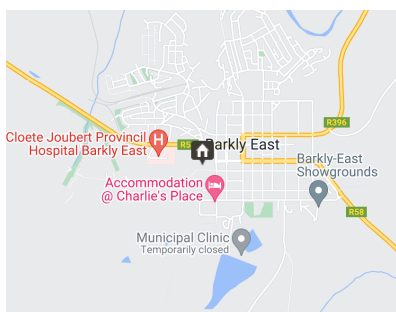 R396
Cloete Joubert Provincil
Hospital Barkly East
H
R5
Barkly East
Barkly-East
Showgrounds
Accommodation
@ Charlie's Place
R58
Municipal Clinic
Temporarily closed